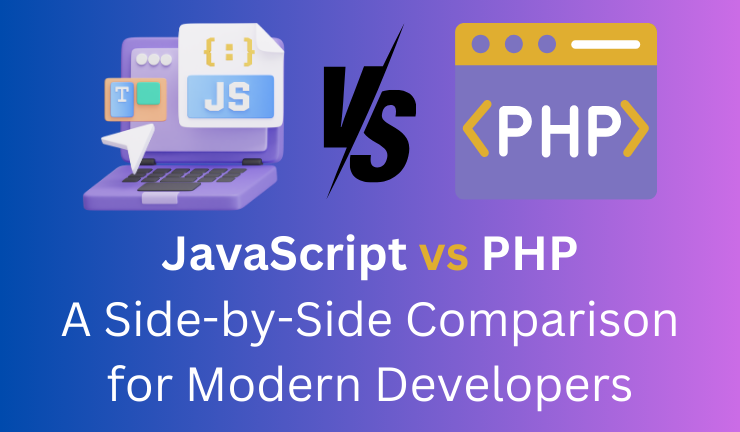 {:}
JS
T
VS
<PHP>
JavaScript vs PHP
A Side-by-Side Comparison
for Modern Developers